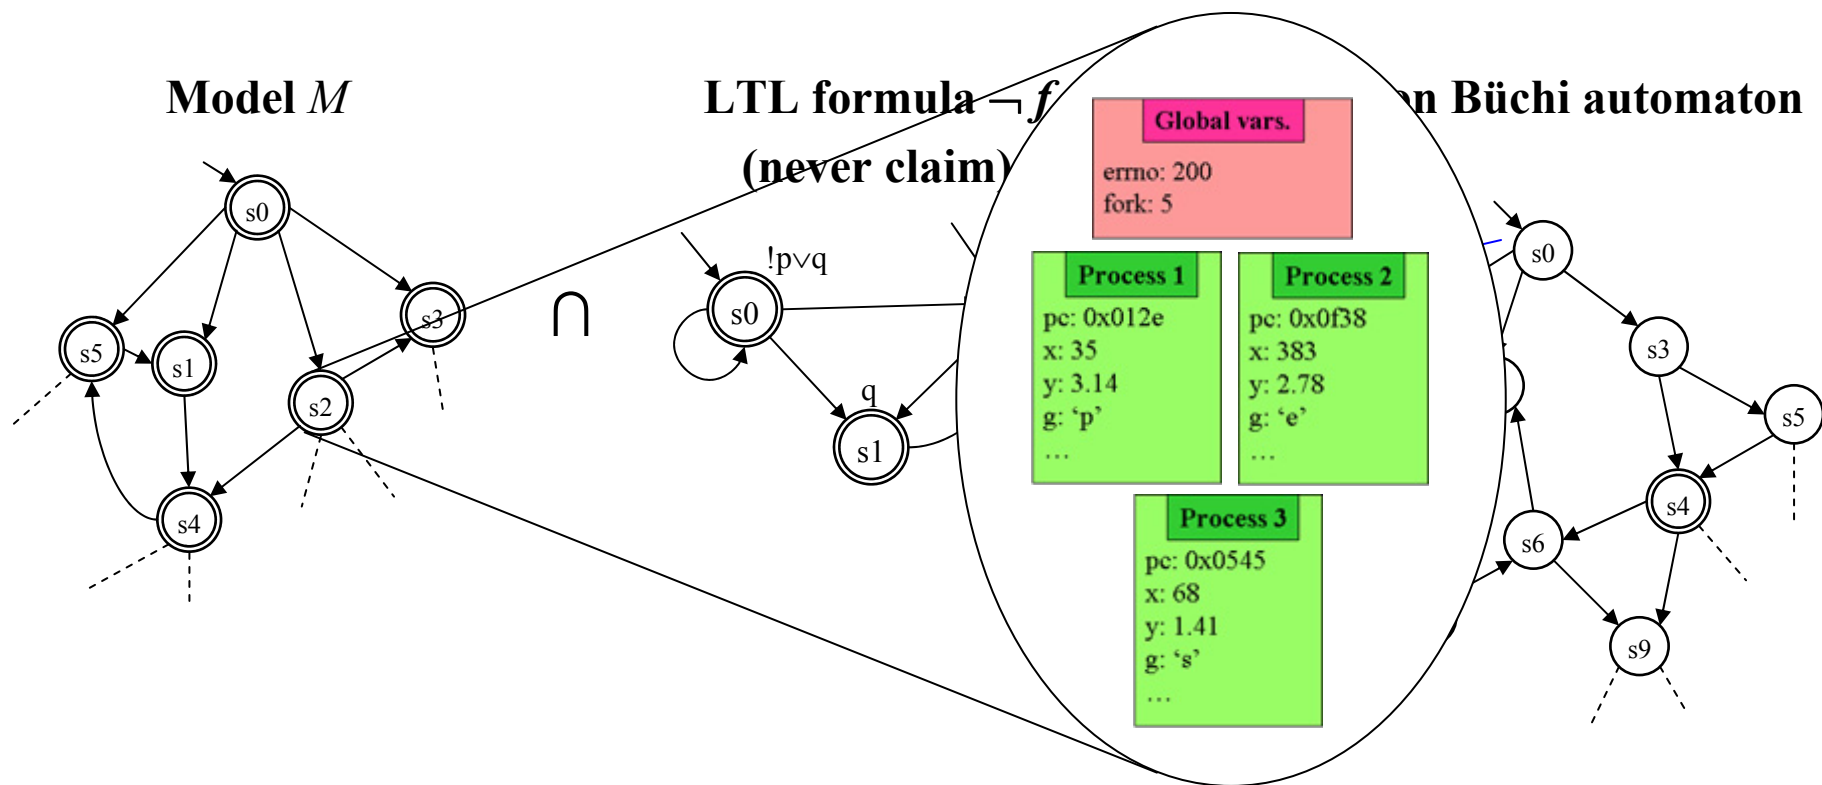 Model M
LTL formula ¬ f
(never claim)
on Büchi automaton
s0
s5
s1
s3
s2
s4
∩
!p∨q
s0
q
s1
Global vars.
errno: 200
fork: 5
Process 1
pc: 0x012e
x: 35
y: 3.14
g: ‘p’
…
Process 2
pc: 0x0f38
x: 383
y: 2.78
g: ‘e’
…
Process 3
pc: 0x0545
x: 68
y: 1.41
g: ‘s’
…
s0
s3
s5
s4
s6
s9